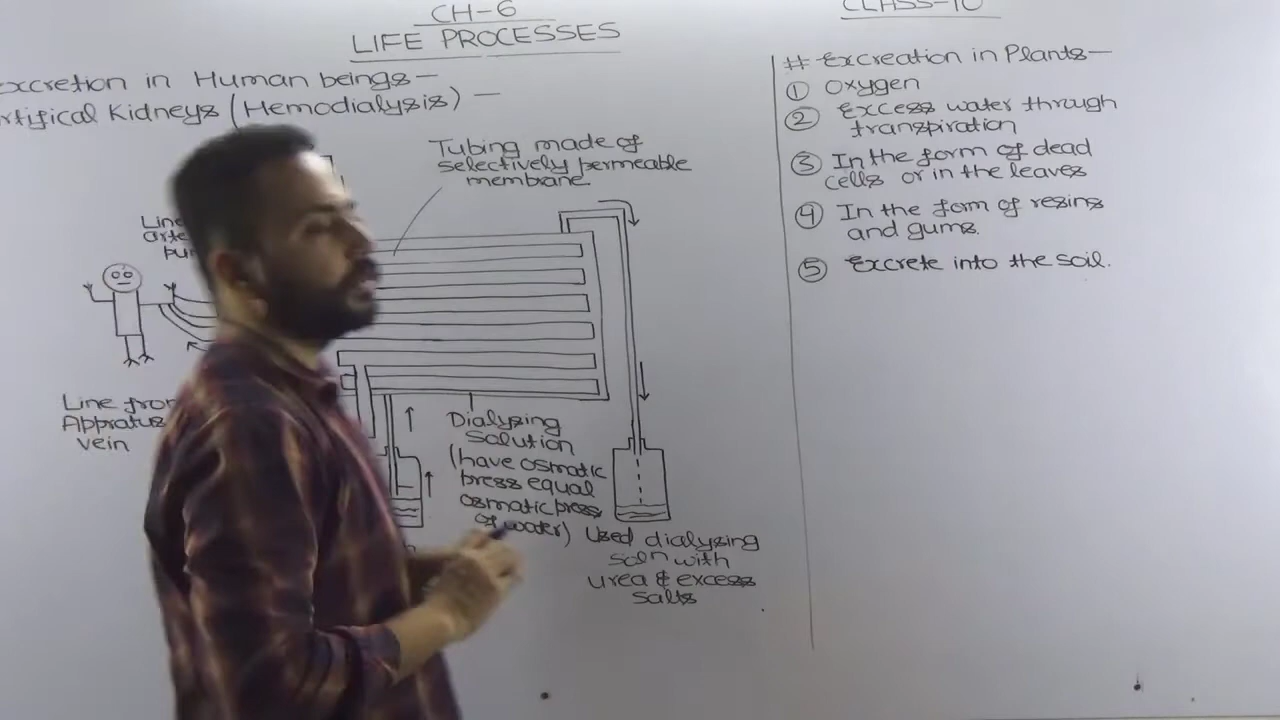 CH-6
LIFE PROCESSES
CLASS-10
Excretion in Human beings-
Artifical Kidneys (Hemodialysis) -
Tubing made of
selectively permeable
membrane
Line
Line from
Appratus
vein
Dialysing
Solution
(have osmatic
press equal
osmatic press
of water)
Used dialysing
soln with
urea & excess
salts
# Excreation in Plants-
① Oxygen
② Excess water through
transpiration
③ In the form of dead
cells or in the leaves
④ In the form of resins
and gums.
⑤ Excrete into the soil.